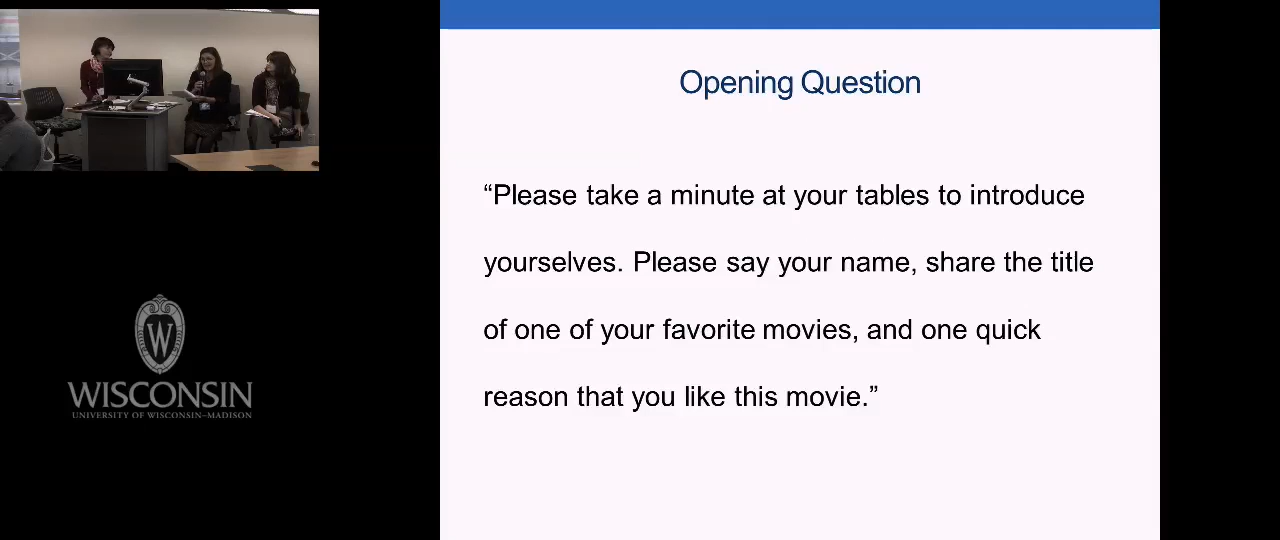 Opening Question
“Please take a minute at your tables to introduce
yourselves. Please say your name, share the title
of one of your favorite movies, and one quick
reason that you like this movie.”
W
WISCONSIN
UNIVERSITY OF WISCONSIN–MADISON